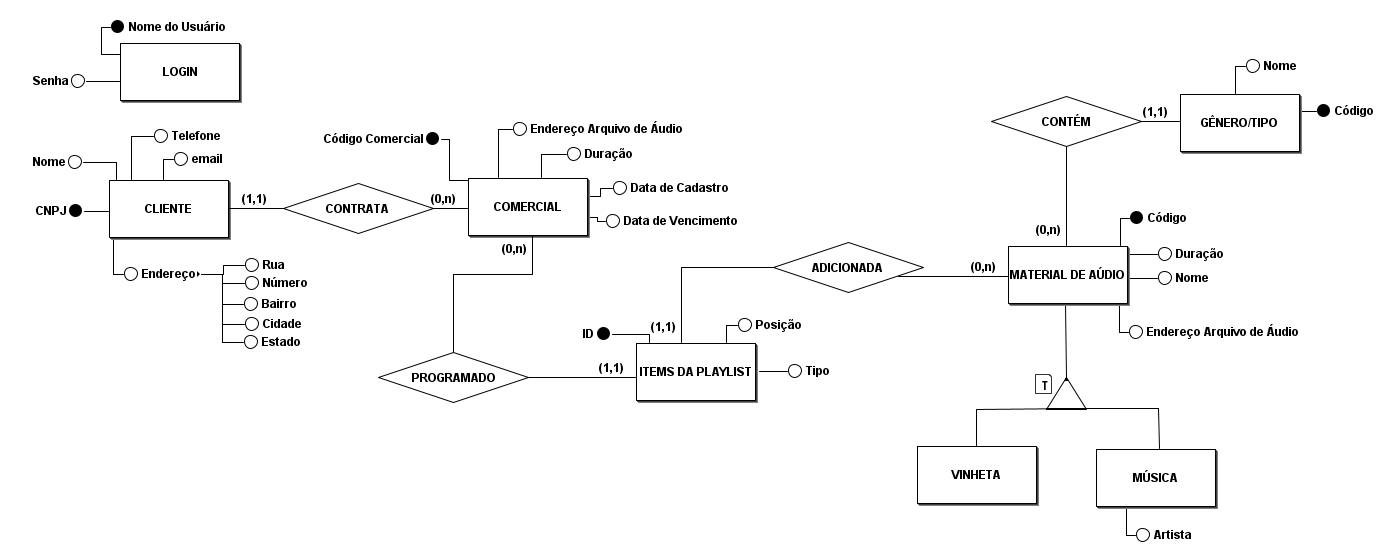 Nome do Usuário
LOGIN
Senha
Telefone
email
Nome
CNPJ
CLIENTE
Endereço
Rua
Número
Bairro
Cidade
Estado
(1,1)
CONTRATA
(0,n)
Código Comercial
Endereço Arquivo de Áudio
Duração
COMERCIAL
Data de Cadastro
Data de Vencimento
(0,n)
PROGRAMADO
(1,1)
ID
(1,1)
Posição
ITEMS DA PLAYLIST
Tipo
ADICIONADA
(0,n)
CONTÉM
(1,1)
Nome
GÊNERO/TIPO
Código
(0,n)
Código
MATERIAL DE AÚDIO
Duração
Nome
Endereço Arquivo de Áudio
T
VINHETA
MÚSICA
Artista